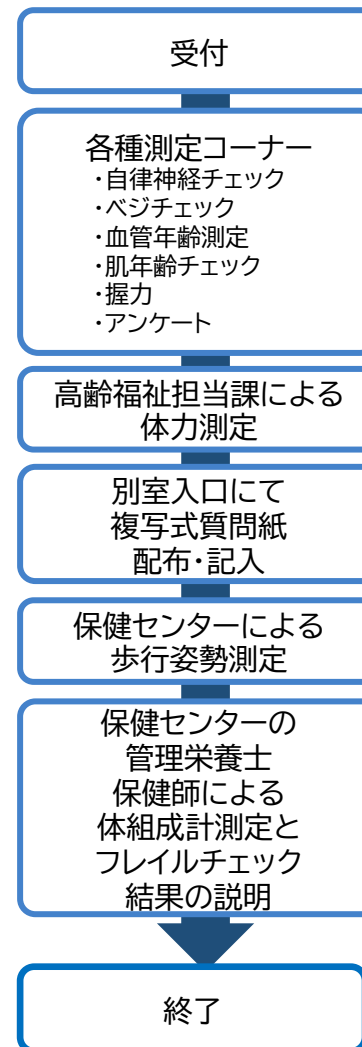 受付
各種測定コーナー
・自律神経チェック
・ベジチェック
・血管年齢測定
・肌年齢チェック
・握力
・アンケート
高齢福祉担当課による
体力測定
別室入口にて
複写式質問紙
配布・記入
保健センターによる
歩行姿勢測定
保健センターの
管理栄養士
保健師による
体組成計測定と
フレイルチェック
結果の説明
終了